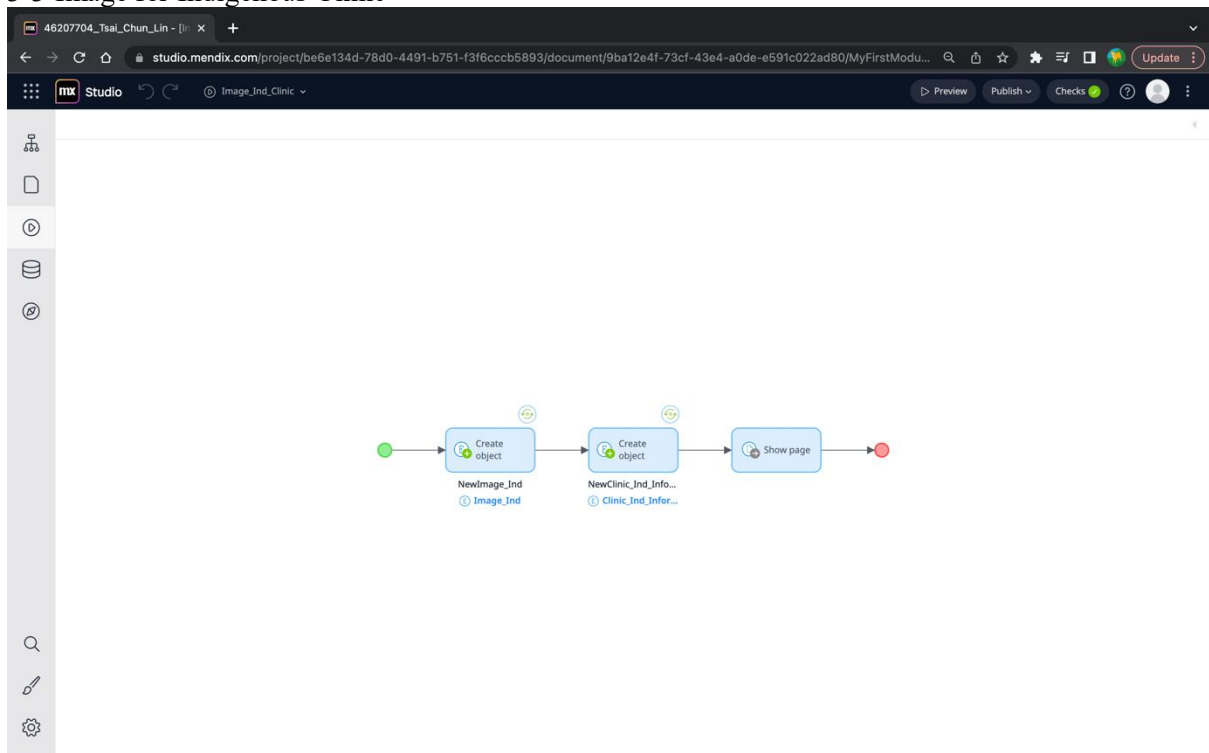 46207704_Tsai_Chun_Lin - [In
studio.mendix.com/project/be6e134d-78d0-4491-b751-f3f6cccb5893/document/9ba12e4f-73cf-43e4-a0de-e591c022ad80/MyFirstModu...
Update
mx Studio
Image_Ind_Clinic
Preview
Publish
Checks
Create
object
Create
object
Show page
NewImage_Ind
NewClinic_Ind_Info...
Image_Ind
Clinic_Ind_Infor...